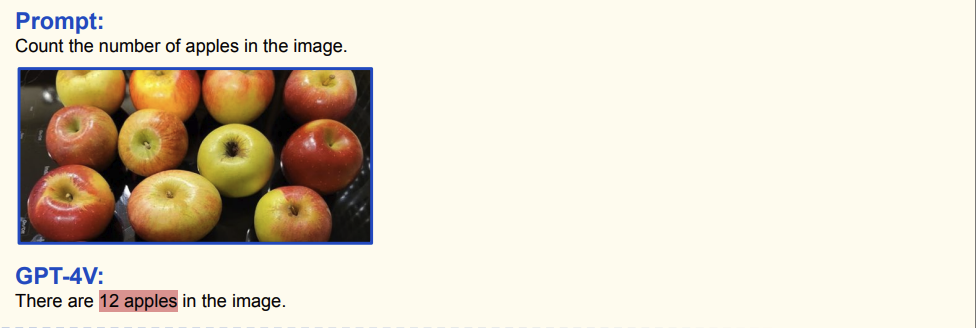 Prompt:
Count the number of apples in the image.
GPT-4V:
There are 12 apples in the image.